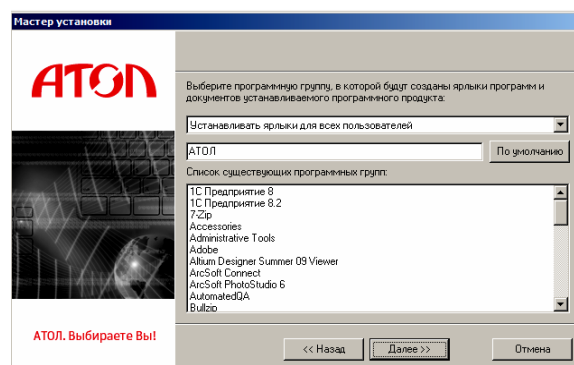 Мастер установки
АТОЛ
Выберите программную группу, в которой будут созданы ярлыки программ и
документов устанавливаемого программного продукта:
Устанавливать ярлыки для всех пользователей
АТОЛ
По умолчанию
Список существующих программных групп:
1С Предприятие 8
1С Предприятие 8.2
7-Zip
Accessories
Administrative Tools
Adobe
Altium Designer Summer 09 Viewer
ArcSoft Connect
ArcSoft PhotoStudio 6
AutomatedQA
Bullzip
АТОЛ. Выбираете Вы!
<< Назад
Далее >>
Отмена